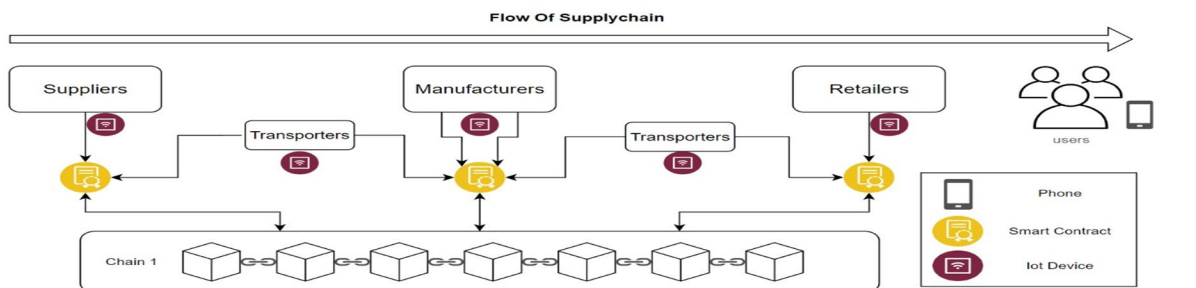 Flow Of Supplychain
Suppliers
Manufacturers
Retailers
Transporters
Transporters
users
Phone
Smart Contract
Iot Device
Chain 1